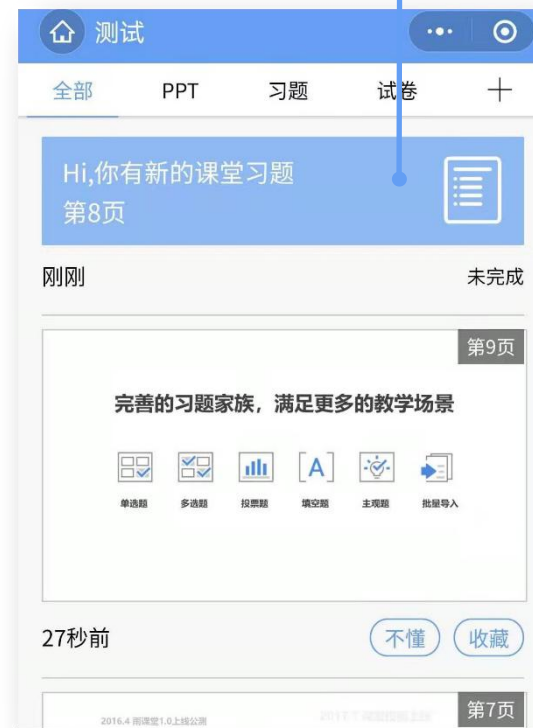 测试
全部 PPT 习题 试卷
Hi,你有新的课堂习题
第8页
刚刚 未完成
第9页
完善的习题家族，满足更多的教学场景
A
单选题 多选题 投票题 填空题 主观题 批量导入
27秒前 不懂 收藏
第7页
2016.4 雨课堂1.0上线公测